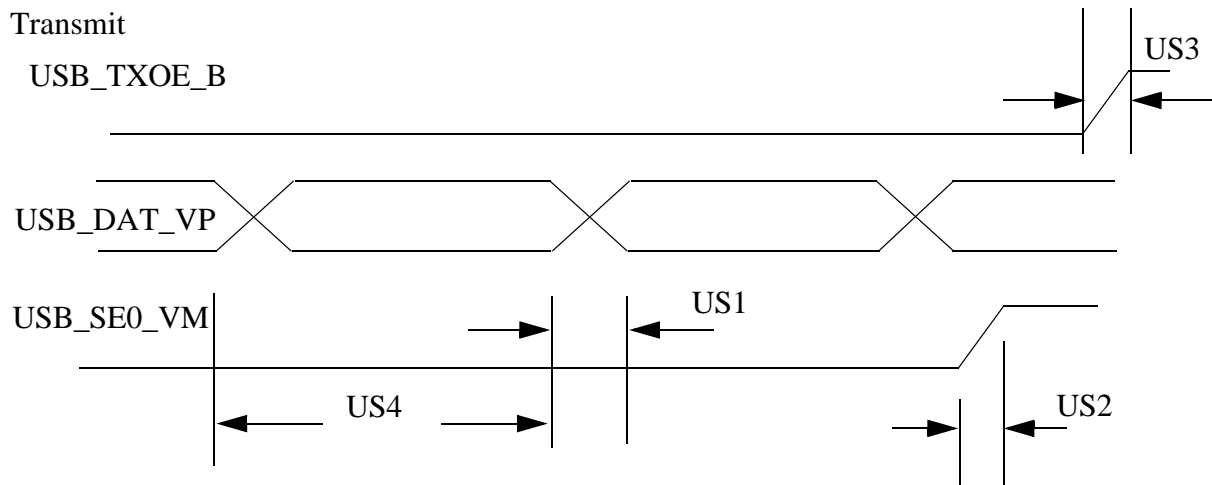 Transmit
US3
USB_TXOE_B
USB_DAT_VP
US1
USB_SE0_VM
US4
US2